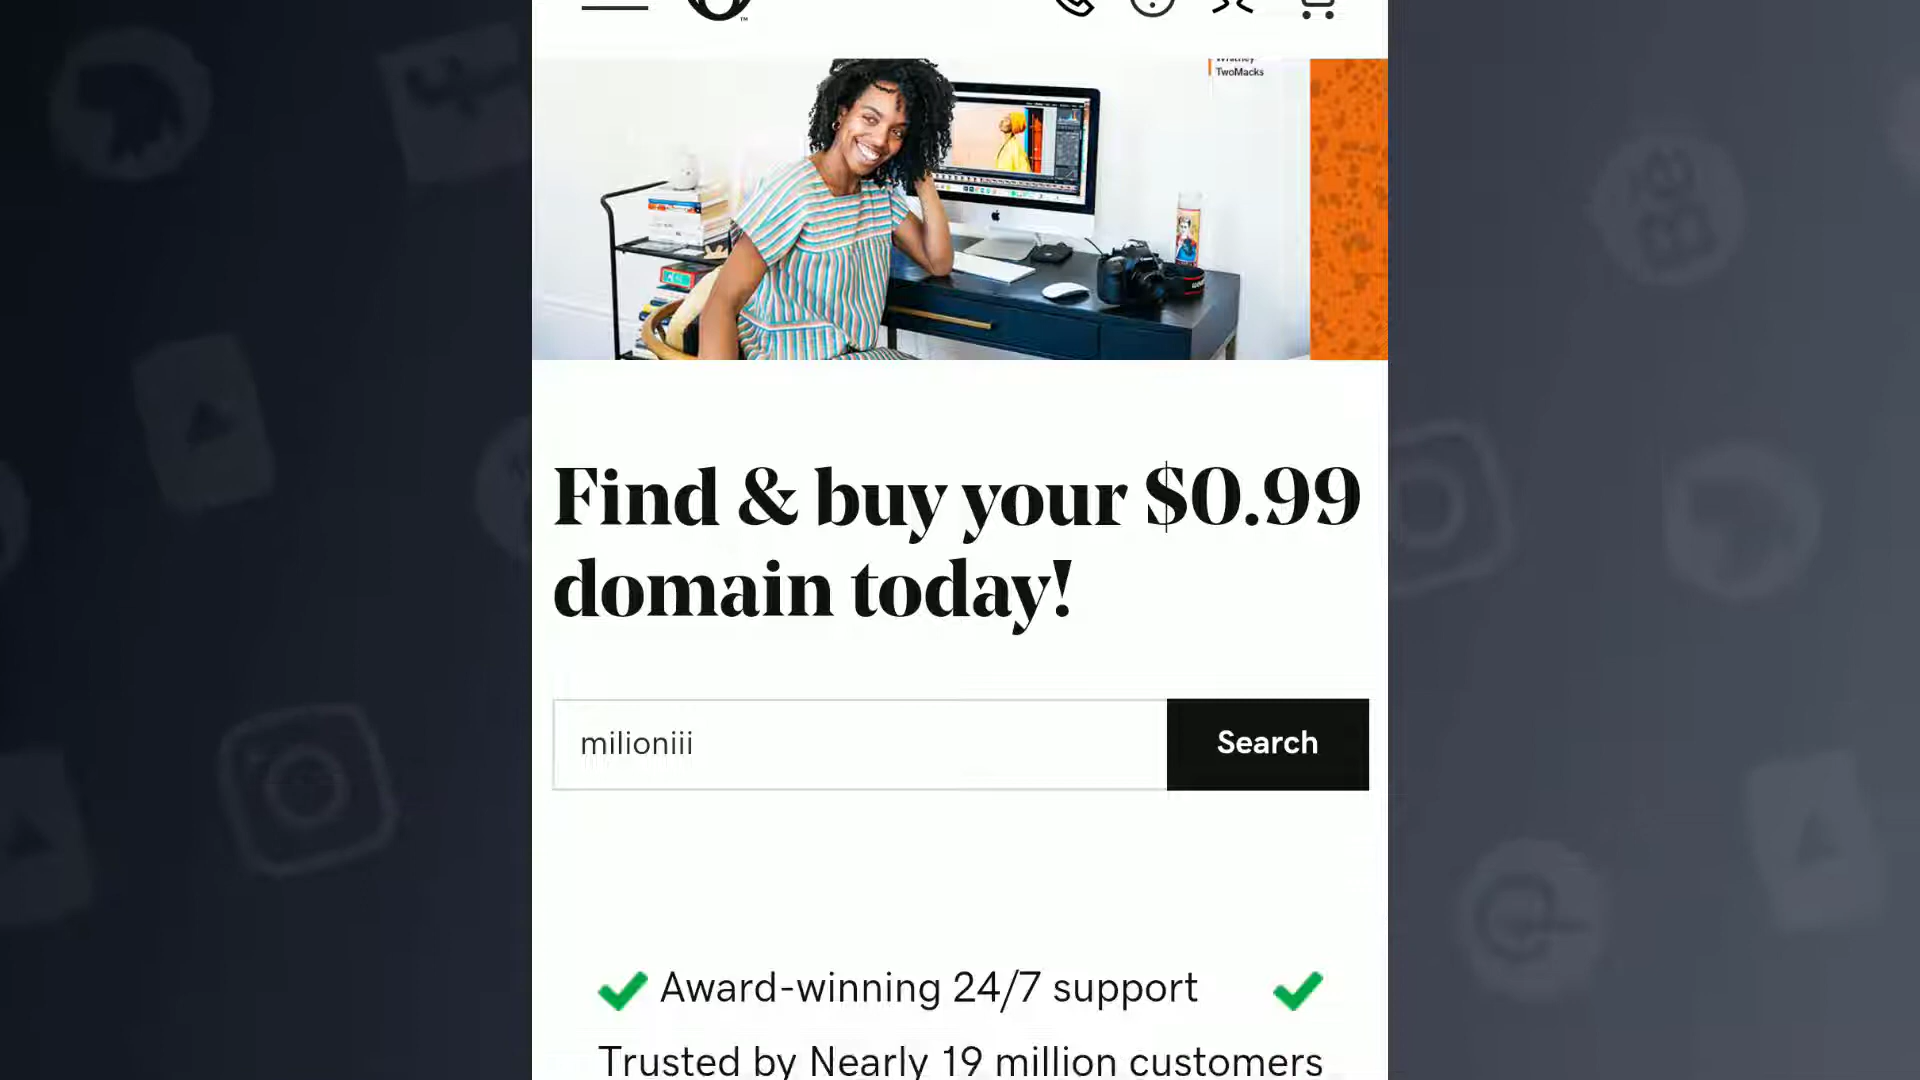 TwoMacks
Find & buy your $0.99
domain today!
milioniii
Search
Award-winning 24/7 support
Trusted by Nearly 19 million customers